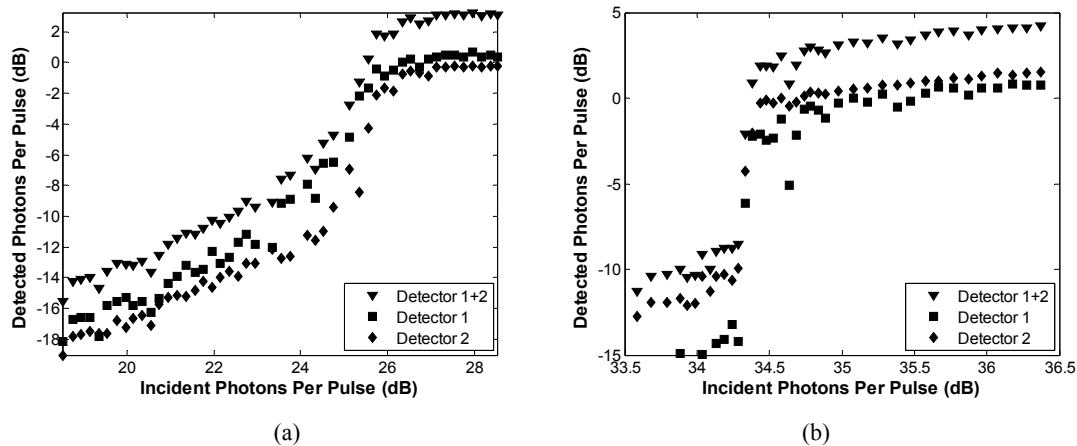 4
2
0
-2
-4
-6
-8
-10
-12
-14
-16
-18
20 22 24 26 28
Detected Photons Per Pulse (dB)
Incident Photons Per Pulse (dB)
Detector 1+2
Detector 1
Detector 2
(a)
5
0
-5
-10
-15
33.5 34 34.5 35 35.5 36 36.5
Detected Photons Per Pulse (dB)
Incident Photons Per Pulse (dB)
Detector 1+2
Detector 1
Detector 2
(b)